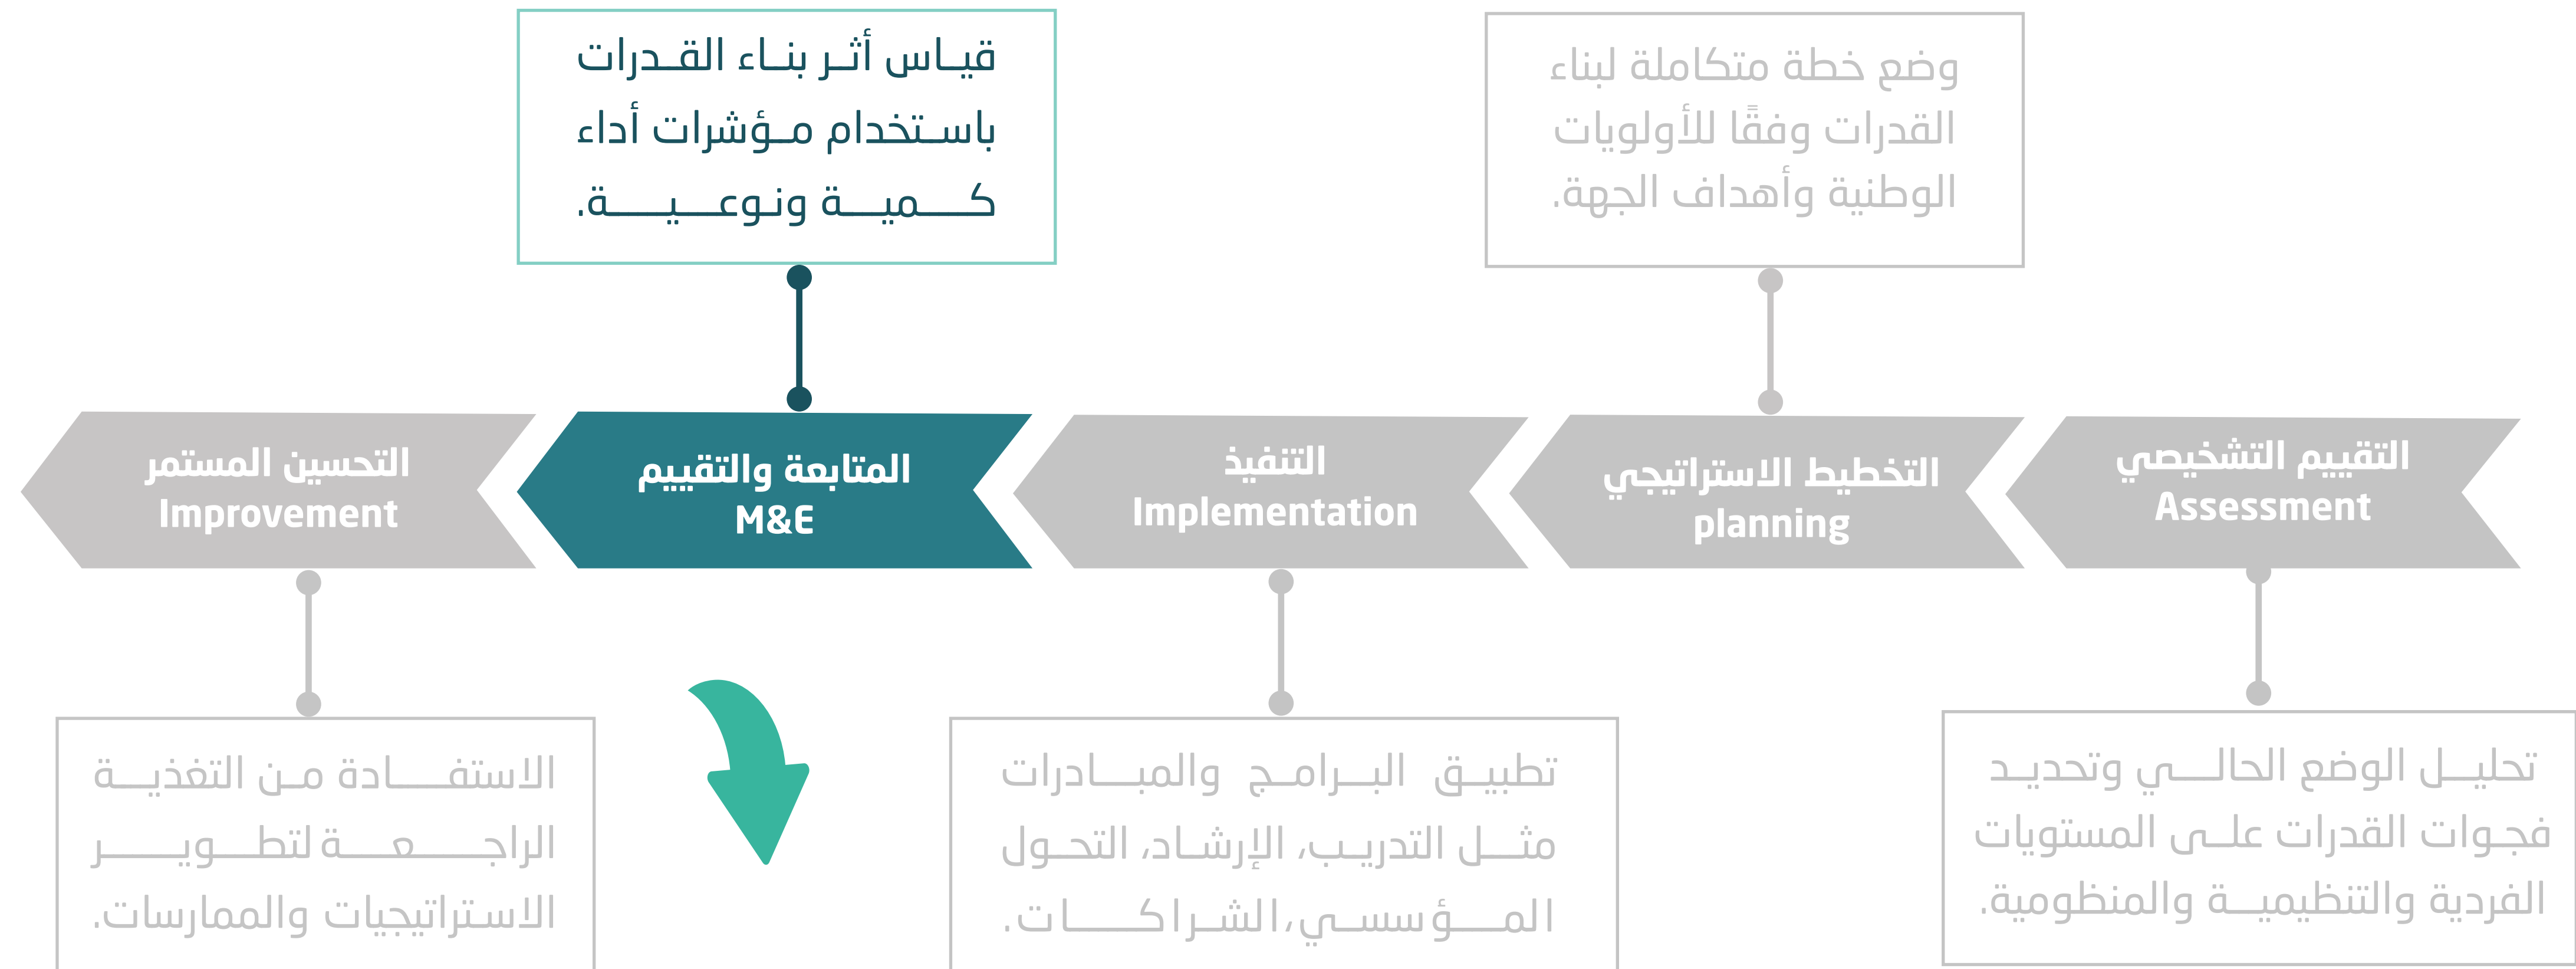 التقييم التشخيصي
Assessment
تحليل الوضع الحالي وتحديد
فجوات القدرات على المستويات
الفردية والتنظيمية والمنظومية.
وضع خطة متكاملة لبناء
القدرات وفقًا للأولويات
الوطنية وأهداف الجهة.
التخطيط الاستراتيجي
planning
التنفيذ
Implementation
تطبيق البرامج والمبادرات
مثل التدريب، الإرشاد، التحول
المؤسسي،الشراكات.
قياس أثر بناء القدرات
باستخدام مؤشرات أداء
كمية ونوعية.
المتابعة والتقييم
M&E
التحسين المستمر
Improvement
الاستفادة من التغذية
الراجعة لتطوير
الاستراتيجيات والممارسات.